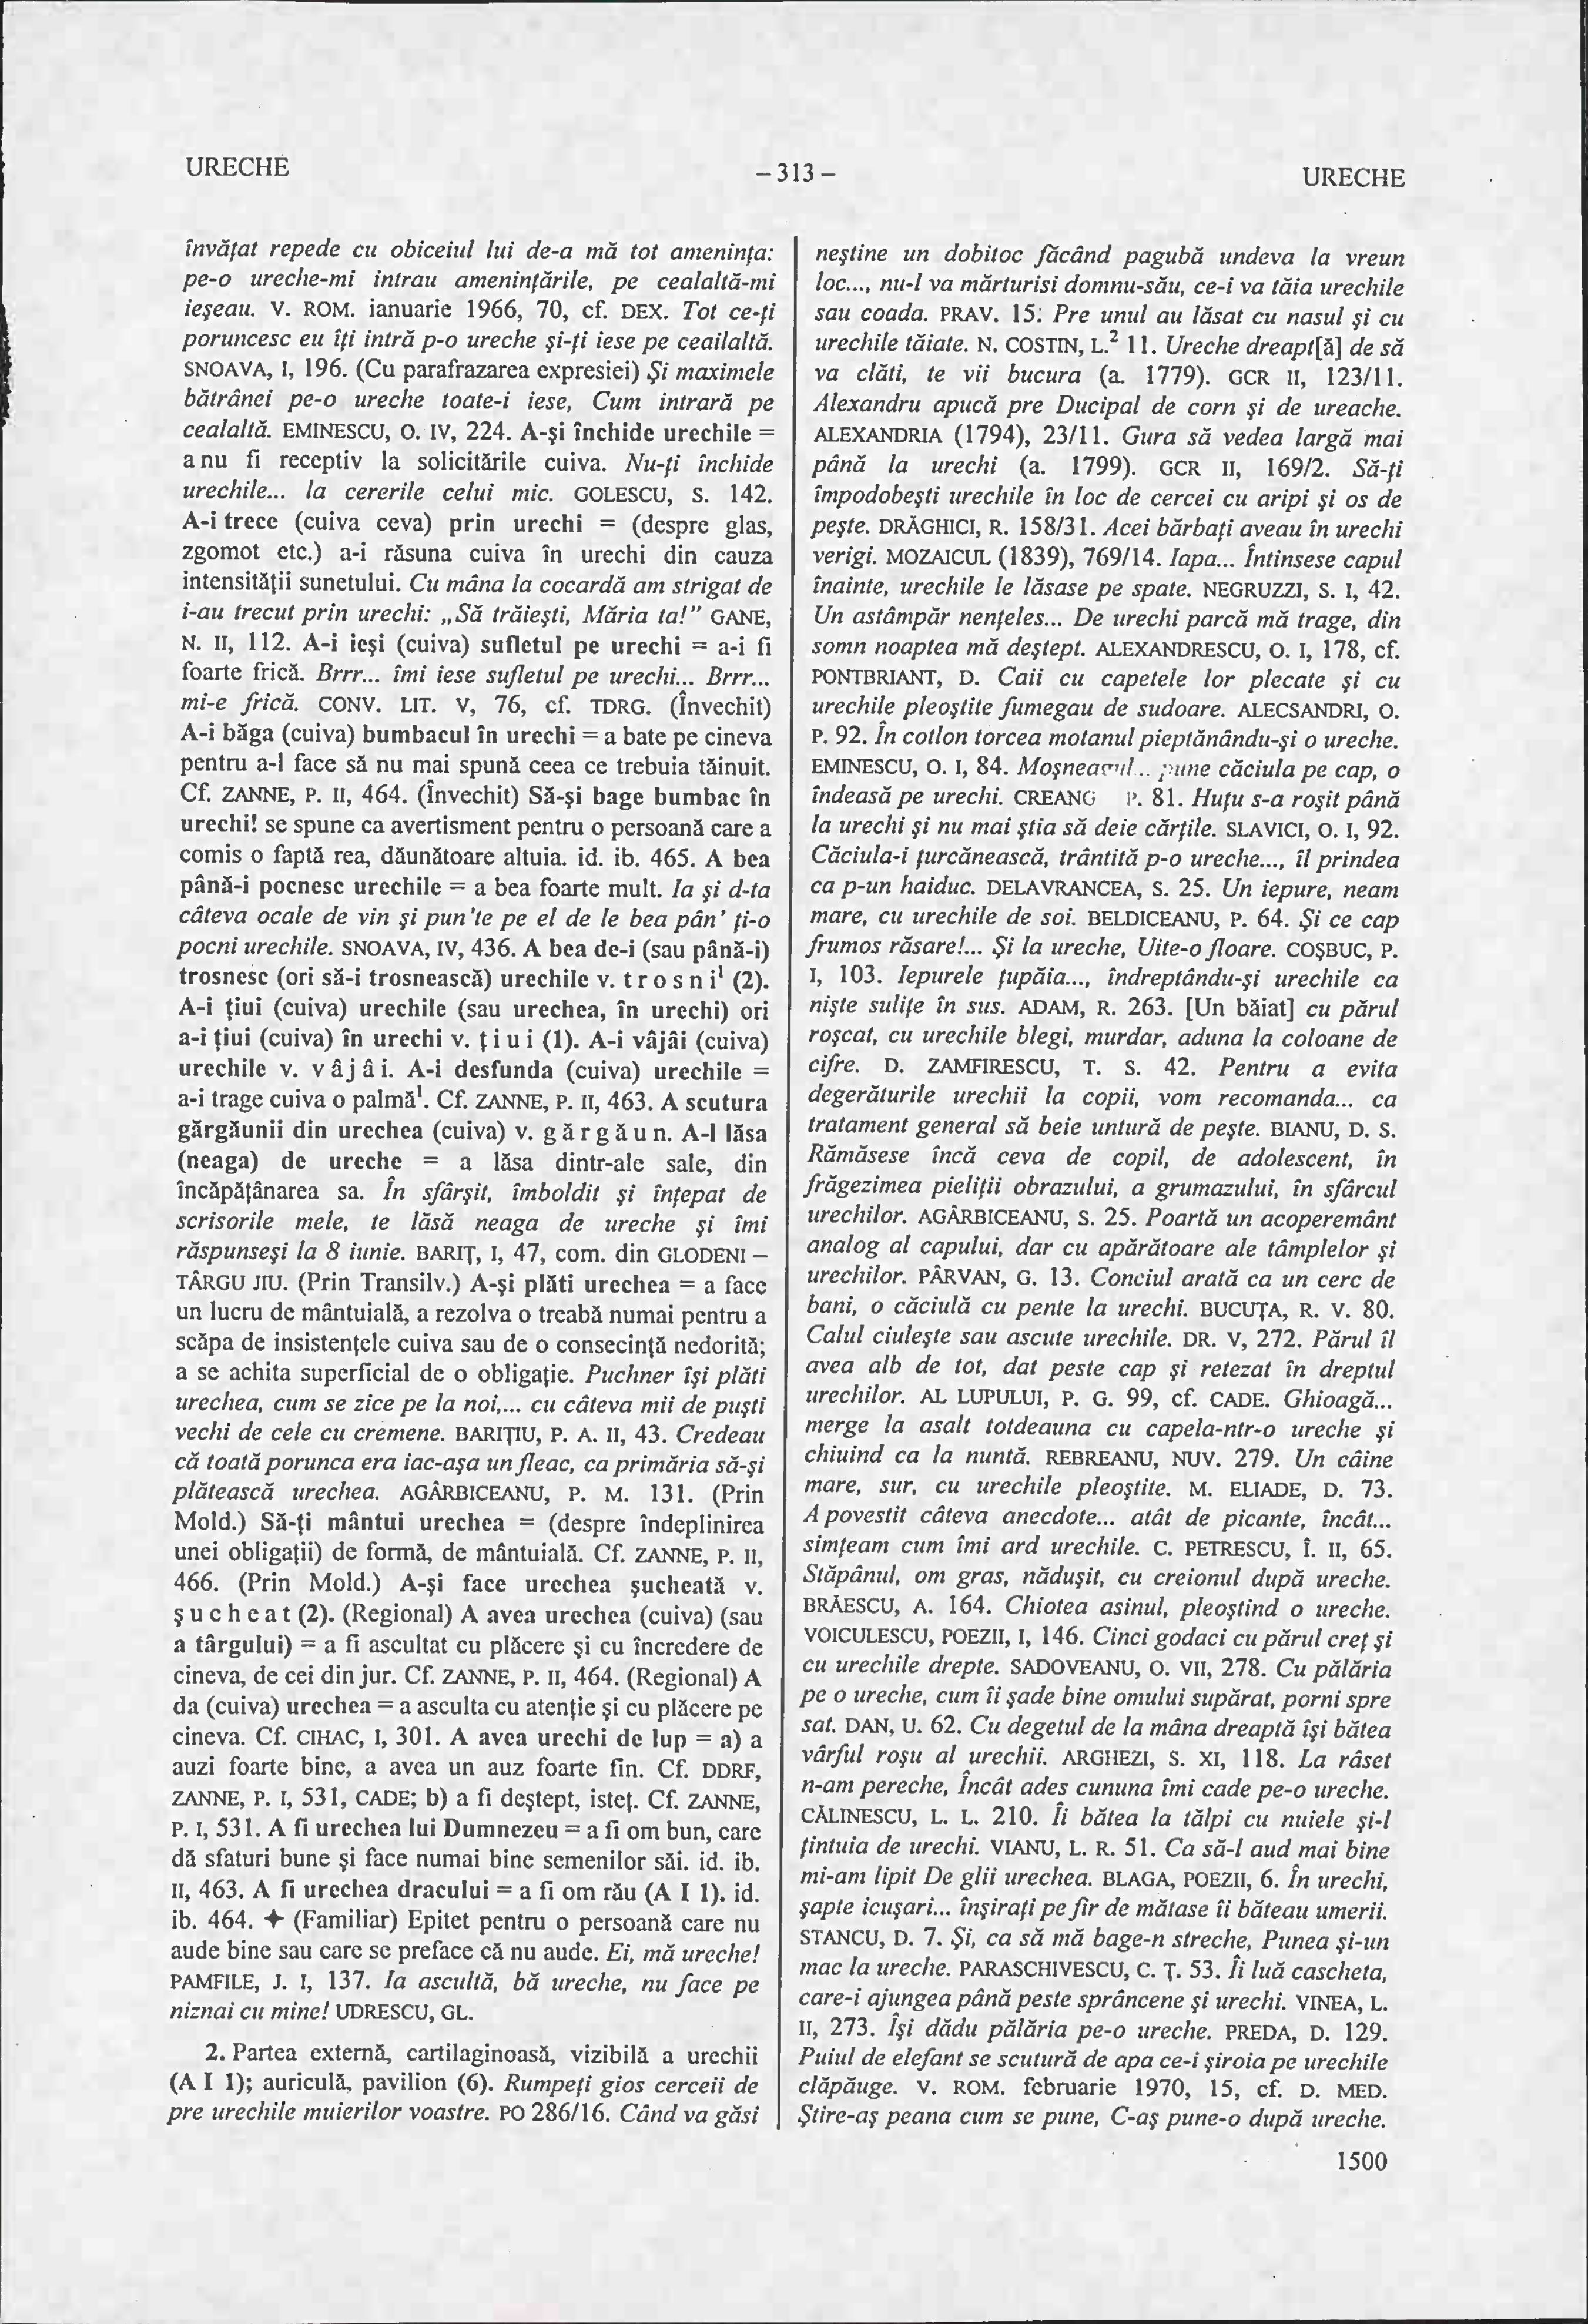 URECHE
– 313 –
URECHE
învăţat repede cu obiceiul lui de-a mă tot ameninţa:
pe-o ureche-mi intrau ameninţările, pe cealaltă-mi
ieşeau. V. ROM. ianuarie 1966, 70, cf. DEX. Tot ce-ţi
poruncesc eu îţi intră p-o ureche şi-ţi iese pe ceailaltă.
SNOAVA, I, 196. (Cu parafrazarea expresiei) Şi maximele
bătrânei pe-o ureche toate-i iese, Cum intrară pe
cealaltă. EMINESCU, O. IV, 224. A-şi închide urechile =
a nu fi receptiv la solicitările cuiva. Nu-ţi închide
urechile... la cererile celui mic. GOLESCU, S. 142.
A-i trece (cuiva ceva) prin urechi = (despre glas,
zgomot etc.) a-i răsuna cuiva în urechi din cauza
intensităţii sunetului. Cu mâna la cocardă am strigat de
i-au trecut prin urechi: „Să trăieşti, Măria ta!” GANE,
N. II, 112. A-i ieşi (cuiva) sufletul pe urechi = a-i fi
foarte frică. Brrr... îmi iese sufletul pe urechi... Brrr...
mi-e frică. CONV. LIT. V, 76, cf. TDRG. (Învechit)
A-i băga (cuiva) bumbacul în urechi = a bate pe cineva
pentru a-l face să nu mai spună ceea ce trebuia tăinuit.
Cf. ZANNE, P. II, 464. (Învechit) Să-şi bage bumbac în
urechi! se spune ca avertisment pentru o persoană care a
comis o faptă rea, dăunătoare altuia. id. ib. 465. A bea
până-i pocnesc urechile = a bea foarte mult. Ia şi d-ta
câteva ocale de vin şi pun'te pe el de le bea pân' ţi-o
pocni urechile. SNOAVA, IV, 436. A bea de-i (sau până-i)
trosnesc (ori să-i trosnească) urechile v. t r o s n i¹ (2).
A-i ţiui (cuiva) urechile (sau urechea, în urechi) ori
a-i ţiui (cuiva) în urechi v. ţ i u i (1). A-i vâjâi (cuiva)
urechile v. v â j â i. A-i desfunda (cuiva) urechile =
a-i trage cuiva o palmă¹. Cf. ZANNE, P. II, 463. A scutura
gărgăunii din urechea (cuiva) v. g ă r g ă u n. A-l lăsa
(neaga) de ureche = a lăsa dintr-ale sale, din
încăpăţânarea sa. În sfârşit, îmboldit şi înţepat de
scrisorile mele, te lăsă neaga de ureche şi îmi
răspunseşi la 8 iunie. BARIŢ, I, 47, com. din GLODENI –
TÂRGU JIU. (Prin Transilv.) A-şi plăti urechea = a face
un lucru de mântuială, a rezolva o treabă numai pentru a
scăpa de insistenţele cuiva sau de o consecinţă nedorită;
a se achita superficial de o obligaţie. Puchner îşi plăti
urechea, cum se zice pe la noi,... cu câteva mii de puşti
vechi de cele cu cremene. BARIŢIU, P. A. II, 43. Credeau
că toată porunca era iac-aşa un fleac, ca primăria să-şi
plătească urechea. AGÂRBICEANU, P. M. 131. (Prin
Mold.) Să-ţi mântui urechea = (despre îndeplinirea
unei obligaţii) de formă, de mântuială. Cf. ZANNE, P. II,
466. (Prin Mold.) A-şi face urechea şucheată v.
ş u c h e a t (2). (Regional) A avea urechea (cuiva) (sau
a târgului) = a fi ascultat cu plăcere şi cu încredere de
cineva, de cei din jur. Cf. ZANNE, P. II, 464. (Regional) A
da (cuiva) urechea = a asculta cu atenţie şi cu plăcere pe
cineva. Cf. CIHAC, I, 301. A avea urechi de lup = a) a
auzi foarte bine, a avea un auz foarte fin. Cf. DDRF,
ZANNE, P. I, 531, CADE; b) a fi deştept, isteţ. Cf. ZANNE,
P. I, 531. A fi urechea lui Dumnezeu = a fi om bun, care
dă sfaturi bune şi face numai bine semenilor săi. id. ib.
II, 463. A fi urechea dracului = a fi om rău (A I 1). id.
ib. 464. ✦ (Familiar) Epitet pentru o persoană care nu
aude bine sau care se preface că nu aude. Ei, mă ureche!
PAMFILE, J. I, 137. Ia ascultă, bă ureche, nu face pe
niznai cu mine! UDRESCU, GL.
2. Partea externă, cartilaginoasă, vizibilă a urechii
(A I 1); auriculă, pavilion (6). Rumpeţi gios cerceii de
pre urechile muierilor voastre. PO 286/16. Când va găsi
neştine un dobitoc făcând pagubă undeva la vreun
loc..., nu-l va mărturisi domnu-său, ce-i va tăia urechile
sau coada. PRAV. 15. Pre unul au lăsat cu nasul şi cu
urechile tăiate. N. COSTIN, L.² 11. Ureche dreapt[ă] de să
va clăti, te vii bucura (a. 1779). GCR II, 123/11.
Alexandru apucă pre Ducipal de corn şi de ureache.
ALEXANDRIA (1794), 23/11. Gura să vedea largă mai
până la urechi (a. 1799). GCR II, 169/2. Să-ţi
împodobeşti urechile în loc de cercei cu aripi şi os de
peşte. DRĂGHICI, R. 158/31. Acei bărbaţi aveau în urechi
verigi. MOZAICUL (1839), 769/14. Iapa... Întinsese capul
înainte, urechile le lăsase pe spate. NEGRUZZI, S. I, 42.
Un astâmpăr nenţeles... De urechi parcă mă trage, din
somn noaptea mă deştept. ALEXANDRESCU, O. I, 178, cf.
PONTBRIANT, D. Caii cu capetele lor plecate şi cu
urechile pleoştite fumegau de sudoare. ALECSANDRI, O.
P. 92. În cotlon torcea motanul pieptănându-şi o ureche.
EMINESCU, O. I, 84. ... pune căciula pe cap, o
îndeasă pe urechi. CREANG P. 81. Huţu s-a roşit până
la urechi şi nu mai ştia să deie cărţile. SLAVICI, O. I, 92.
Căciula-i ţurcănească, trântită p-o ureche..., îl prindea
ca p-un haiduc. DELAVRANCEA, S. 25. Un iepure, neam
mare, cu urechile de soi. BELDICEANU, P. 64. Şi ce cap
frumos răsare!... Şi la ureche, Uite-o floare. COŞBUC, P.
I, 103. Iepurele ţupăia..., îndreptându-şi urechile ca
nişte suliţe în sus. ADAM, R. 263. [Un băiat] cu părul
roşcat, cu urechile blegi, murdar, aduna la coloane de
cifre. D. ZAMFIRESCU, T. S. 42. Pentru a evita
degerăturile urechii la copii, vom recomanda... ca
tratament general să beie untură de peşte. BIANU, D. S.
Rămăsese încă ceva de copil, de adolescent, în
frăgezimea pieliţii obrazului, a grumazului, în sfârcul
urechilor. AGÂRBICEANU, S. 25. Poartă un acoperemânt
analog al capului, dar cu apărătoare ale tâmplelor şi
urechilor. PÂRVAN, G. 13. Conciul arată ca un cerc de
bani, o căciulă cu pente la urechi. BUCUŢA, R. V. 80.
Calul ciuleşte sau ascute urechile. DR. V, 272. Părul îl
avea alb de tot, dat peste cap şi retezat în dreptul
urechilor. AL LUPULUI, P. G. 99, cf. CADE. Ghioagă...
merge la asalt totdeauna cu capela-ntr-o ureche şi
chiuind ca la nuntă. REBREANU, NUV. 279. Un câine
mare, sur, cu urechile pleoştite. M. ELIADE, D. 73.
A povestit câteva anecdote... atât de picante, încât...
simţeam cum îmi ard urechile. C. PETRESCU, Î. II, 65.
Stăpânul, om gras, năduşit, cu creionul după ureche.
BRĂESCU, A. 164. Chiotea asinul, pleoştind o ureche.
VOICULESCU, POEZII, I, 146. Cinci godaci cu părul creţ şi
cu urechile drepte. SADOVEANU, O. VII, 278. Cu pălăria
pe o ureche, cum îi şade bine omului supărat, porni spre
sat. DAN, U. 62. Cu degetul de la mâna dreaptă îşi bătea
vârful roşu al urechii. ARGHEZI, S. XI, 118. La râset
n-am pereche, Încât ades cununa îmi cade pe-o ureche.
CĂLINESCU, L. L. 210. Îi bătea la tălpi cu nuiele şi-l
ţintuia de urechi. VIANU, L. R. 51. Ca să-l aud mai bine
mi-am lipit De glii urechea. BLAGA, POEZII, 6. În urechi,
şapte icuşari... înşiraţi pe fir de mătase îi băteau umerii.
STANCU, D. 7. Şi, ca să mă bage-n streche, Punea şi-un
mac la ureche. PARASCHIVESCU, C. Ţ. 53. Îi luă cascheta,
care-i ajungea până peste sprâncene şi urechi. VINEA, L.
II, 273. Îşi dădu pălăria pe-o ureche. PREDA, D. 129.
Puiul de elefant se scutură de apa ce-i şiroia pe urechile
clăpăuge. V. ROM. februarie 1970, 15, cf. D. MED.
Ştire-aş peana cum se pune, C-aş pune-o după ureche.
1500